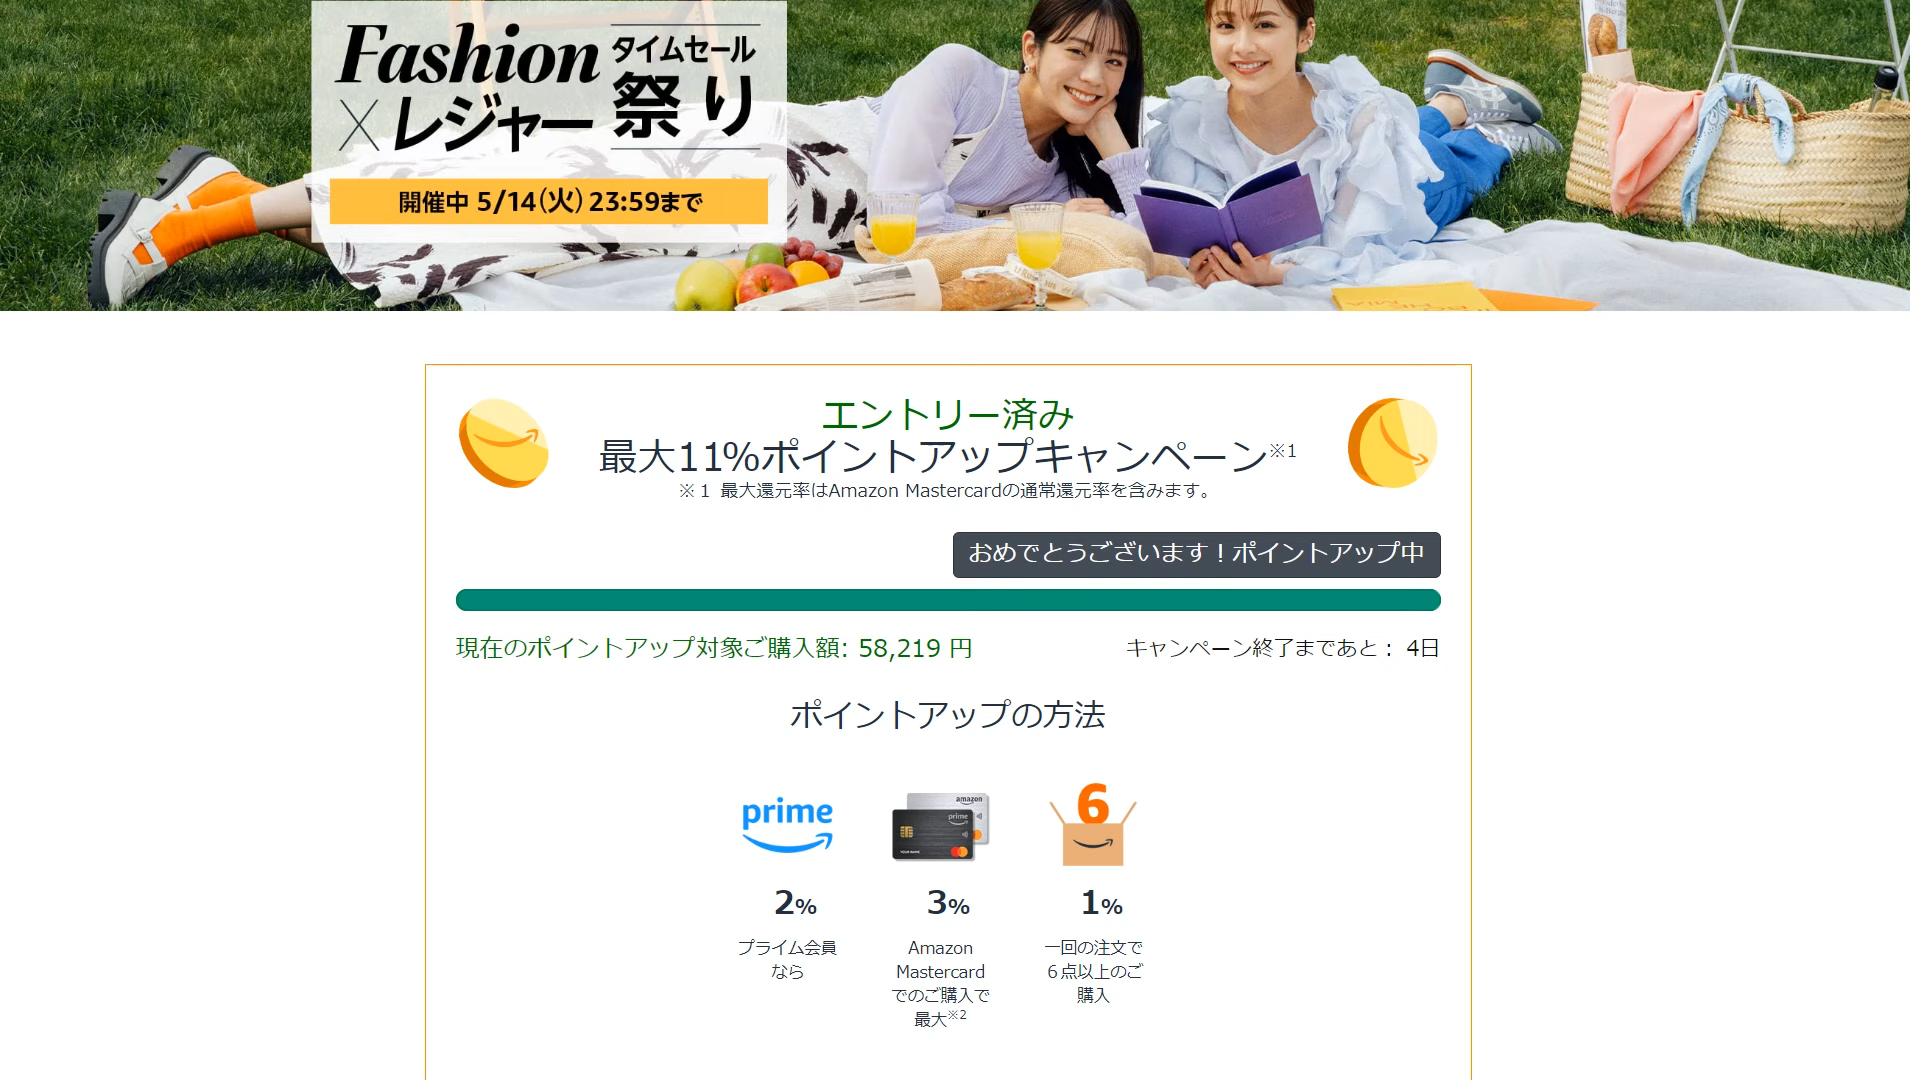 Fashion
×レジャー
タイムセール
祭り
開催中 5/14(火) 23:59まで
エントリー済み
最大11%ポイントアップキャンペーン※1
※１ 最大還元率はAmazon Mastercardの通常還元率を含みます。
おめでとうございます！ポイントアップ中
現在のポイントアップ対象ご購入額: 58,219 円
キャンペーン終了まであと： 4日
ポイントアップの方法
prime
amazon
prime
YOUR NAME
6
2%
3%
1%
プライム会員
なら
Amazon
Mastercard
でのご購入で
最大※2
一回の注文で
６点以上のご
購入